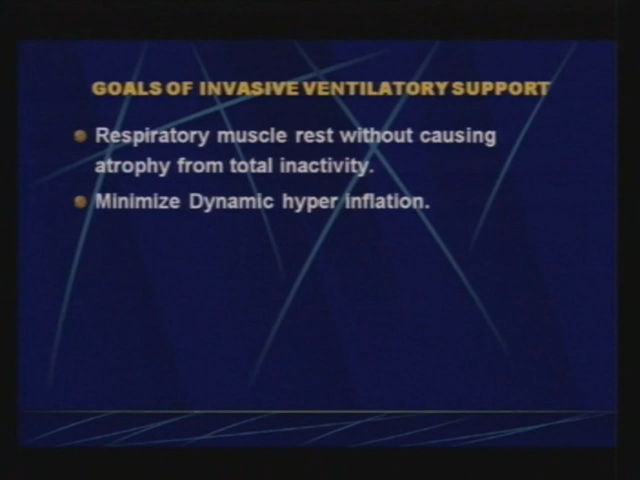 GOALS OF INVASIVE VENTILATORY SUPPORT
Respiratory muscle rest without causing
atrophy from total inactivity.
Minimize Dynamic hyper inflation.